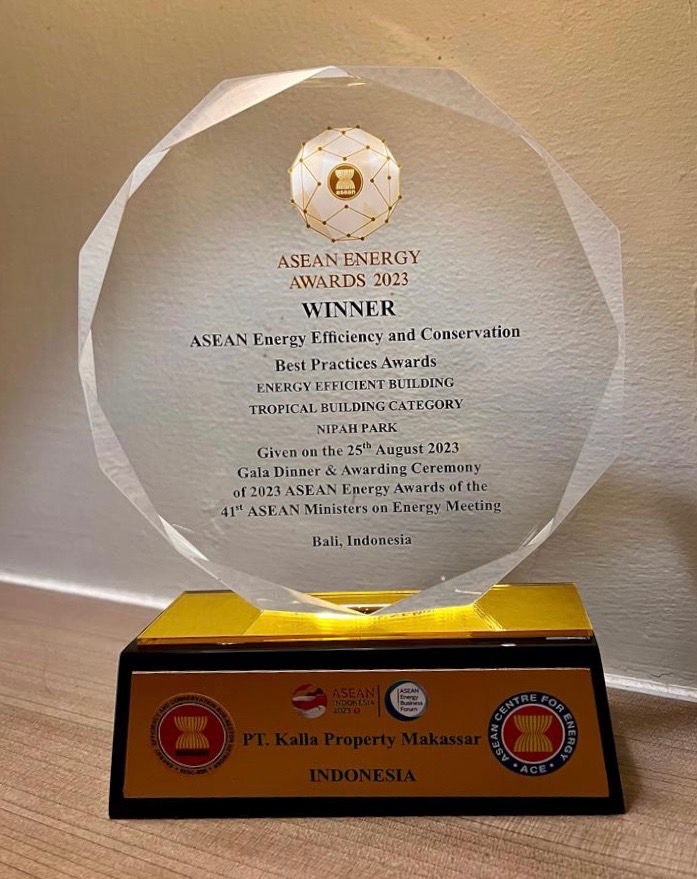 asean
ASEAN ENERGY
AWARDS 2023
WINNER
ASEAN Energy Efficiency and Conservation
Best Practices Awards
ENERGY EFFICIENT BUILDING
TROPICAL BUILDING CATEGORY
NIPAH PARK
Given on the 25th August 2023
Gala Dinner & Awarding Ceremony
of 2023 ASEAN Energy Awards of the
41st ASEAN Ministers on Energy Meeting
Bali, Indonesia
ASEAN
INDONESIA
2023
ASEAN
Energy
Business
Forum
PT. Kalla Property Makassar
INDONESIA
ASEAN CENTRE FOR ENERGY
• ACE •